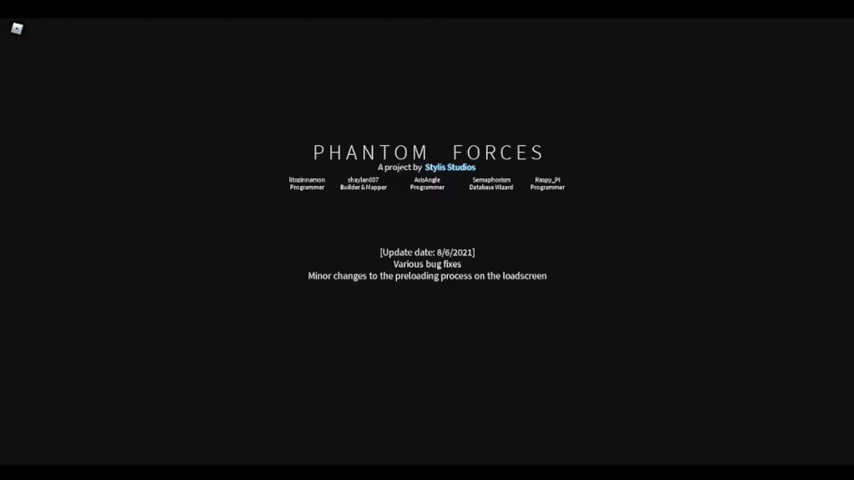 PHANTOM FORCES
A project by Stylis Studios
litozinnamon shaylan007 AxisAngle Semaphorism Raspy_Pi
Programmer Builder & Mapper Programmer Database Wizard Programmer
[Update date: 8/6/2021]
Various bug fixes
Minor changes to the preloading process on the loadscreen